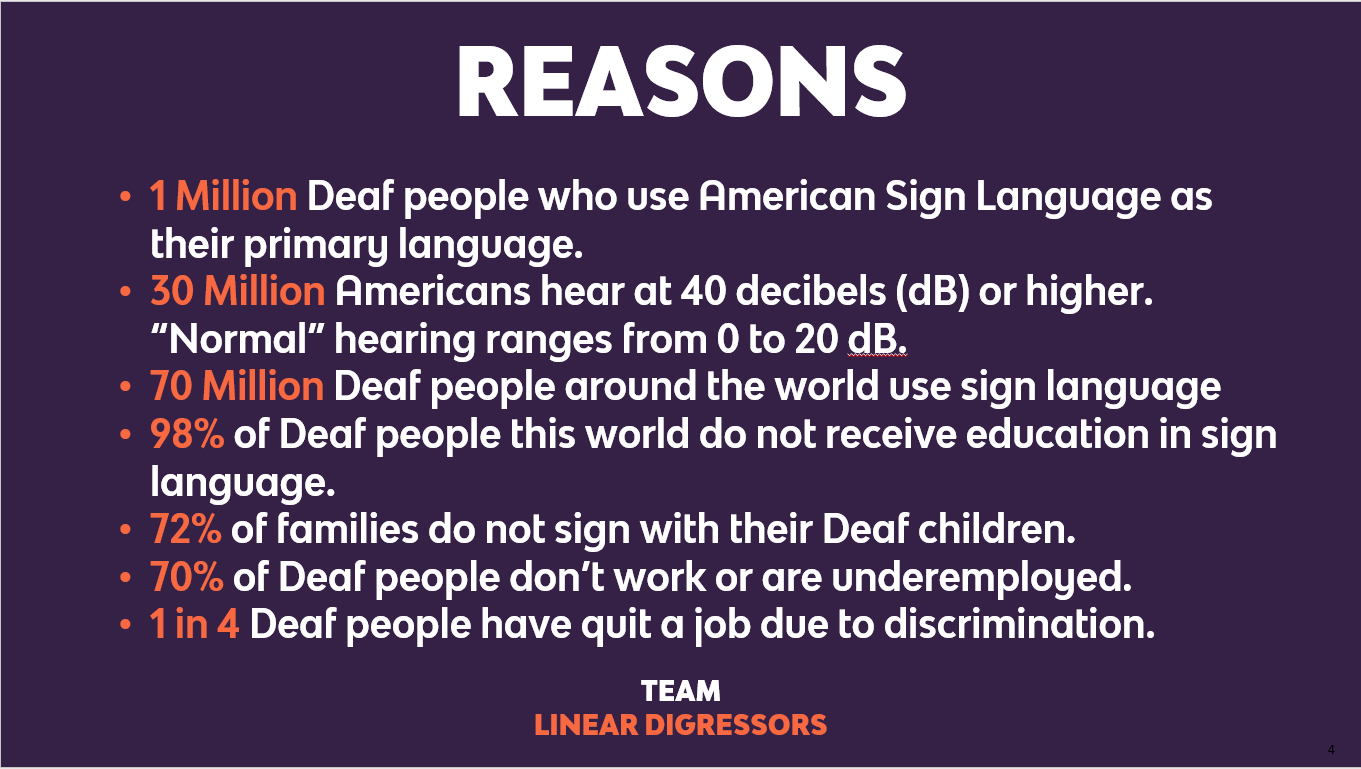 REASONS
• 1 Million Deaf people who use American Sign Language as
their primary language.
• 30 Million Americans hear at 40 decibels (dB) or higher.
“Normal” hearing ranges from 0 to 20 dB.
• 70 Million Deaf people around the world use sign language
• 98% of Deaf people this world do not receive education in sign
language.
• 72% of families do not sign with their Deaf children.
• 70% of Deaf people don’t work or are underemployed.
• 1 in 4 Deaf people have quit a job due to discrimination.
TEAM
LINEAR DIGRESSORS
4